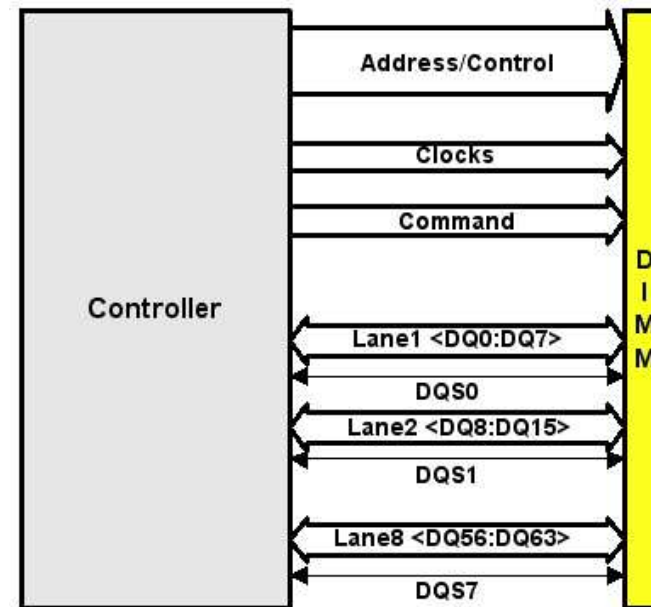 Address/Control
Clocks
Command
Controller
D
I
M
M
Lane1 <DQ0:DQ7>
DQS0
Lane2 <DQ8:DQ15>
DQS1
Lane8 <DQ56:DQ63>
DQS7